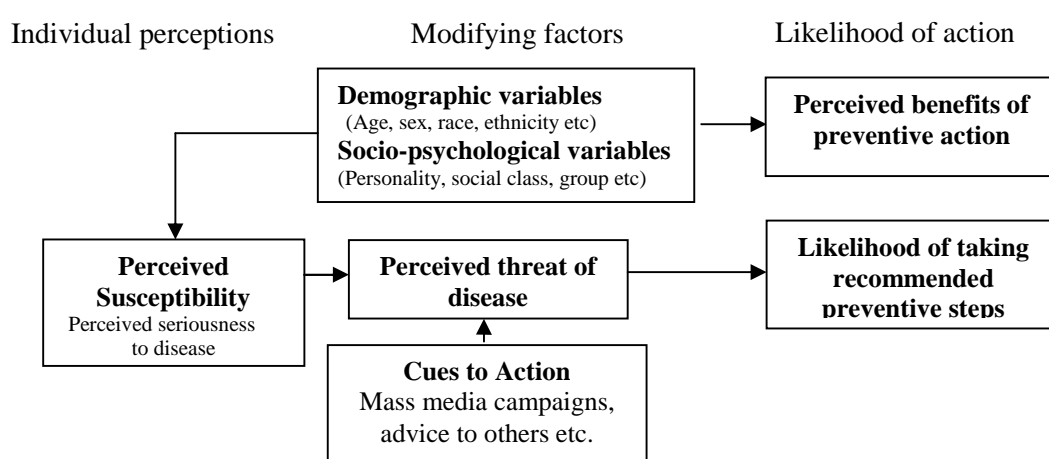 Individual perceptions
Modifying factors
Likelihood of action
Demographic variables
(Age, sex, race, ethnicity etc)
Socio-psychological variables
(Personality, social class, group etc)
Perceived benefits of
preventive action
Perceived
Susceptibility
Perceived seriousness
to disease
Perceived threat of
disease
Likelihood of taking
recommended
preventive steps
Cues to Action
Mass media campaigns,
advice to others etc.